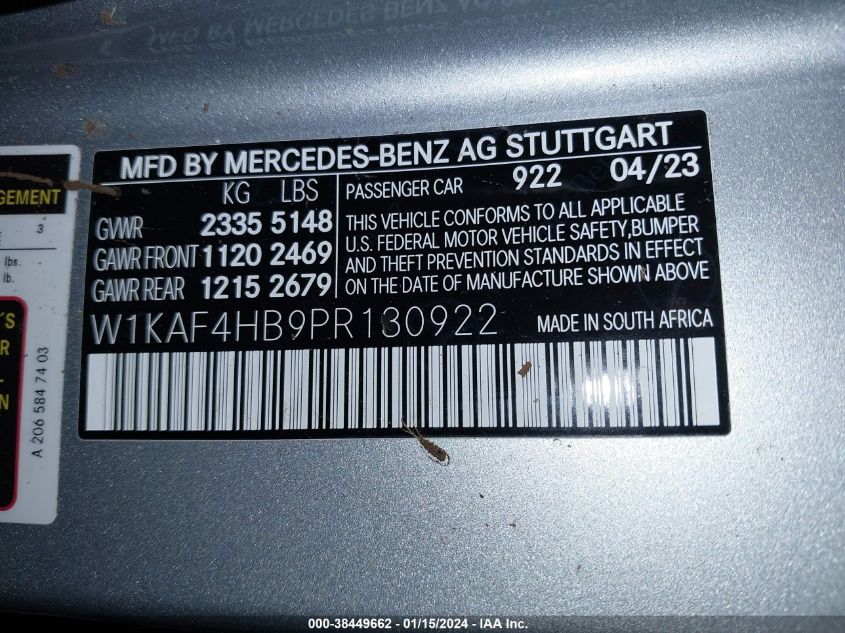 MFD BY MERCEDES-BENZ AG STUTTGART
KG LBS
GVWR 2335 5148
GAWR FRONT 1120 2469
GAWR REAR 1215 2679
PASSENGER CAR 922 04/23
THIS VEHICLE CONFORMS TO ALL APPLICABLE
U.S. FEDERAL MOTOR VEHICLE SAFETY,BUMPER
AND THEFT PREVENTION STANDARDS IN EFFECT
ON THE DATE OF MANUFACTURE SHOWN ABOVE
W1KAF4HB9PR130922 MADE IN SOUTH AFRICA
GEMENT
3
lbs.
lb.
´S
R
L-
N
A 206 584 74 03
000-38449662 - 01/15/2024 - IAA Inc.